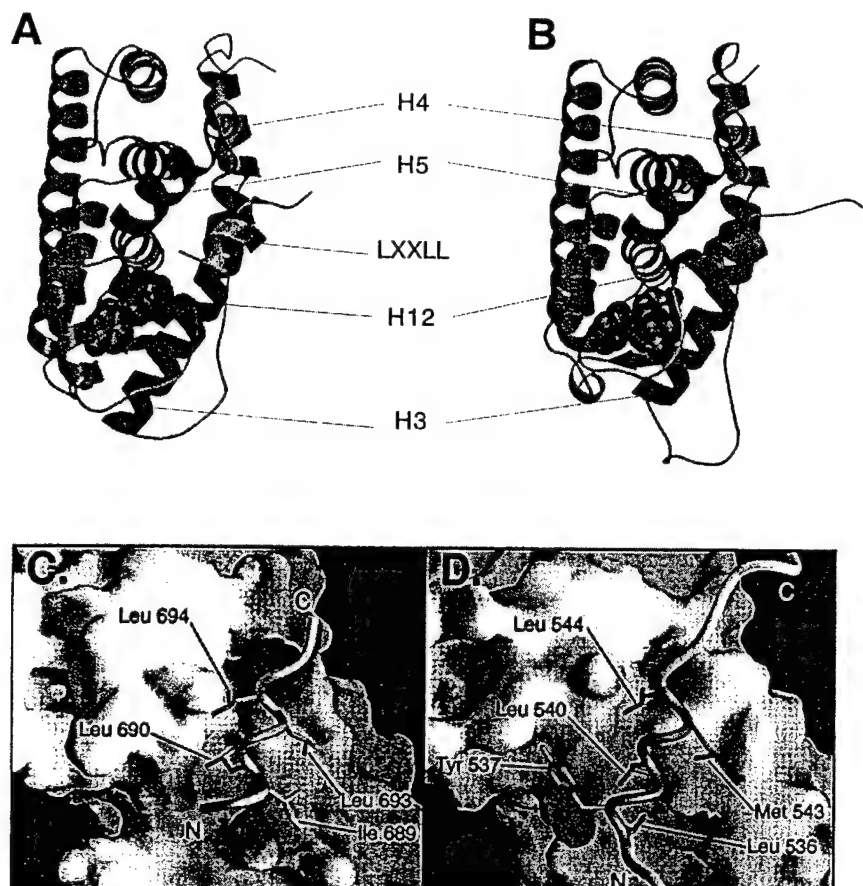 A
B
H4
H5
LXXLL
H12
H3
C.
D.
C
C
Leu 694
Leu 544
Leu 690
Leu 540
Tyr 537
Leu 693
Met 543
N
Ile 689
Leu 536
N